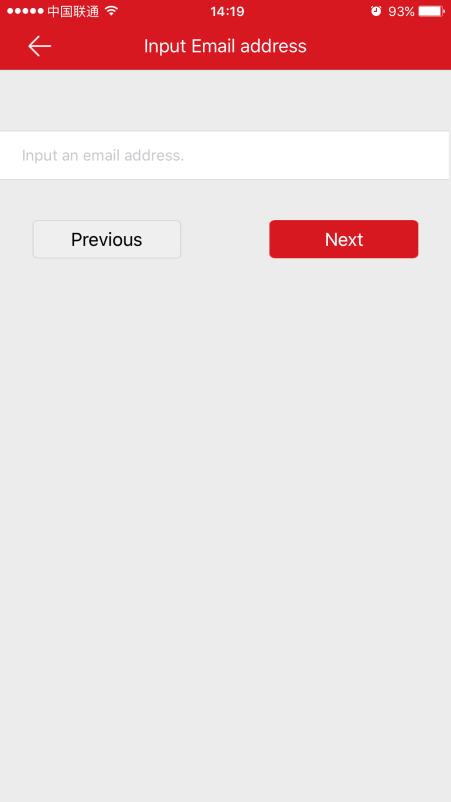 中国联通 14:19 93%
Input Email address
Input an email address.
Previous Next